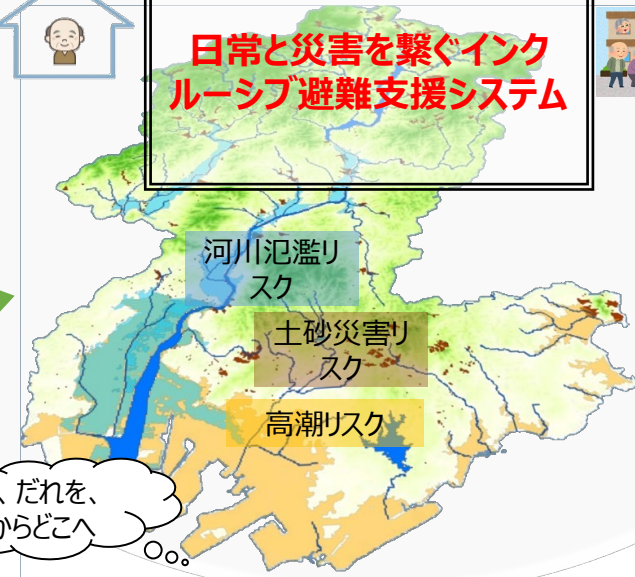 日常と災害を繋ぐインク
ルーシブ避難支援システム
河川氾濫リ
スク
土砂災害リ
スク
高潮リスク
、だれを、
からどこへ